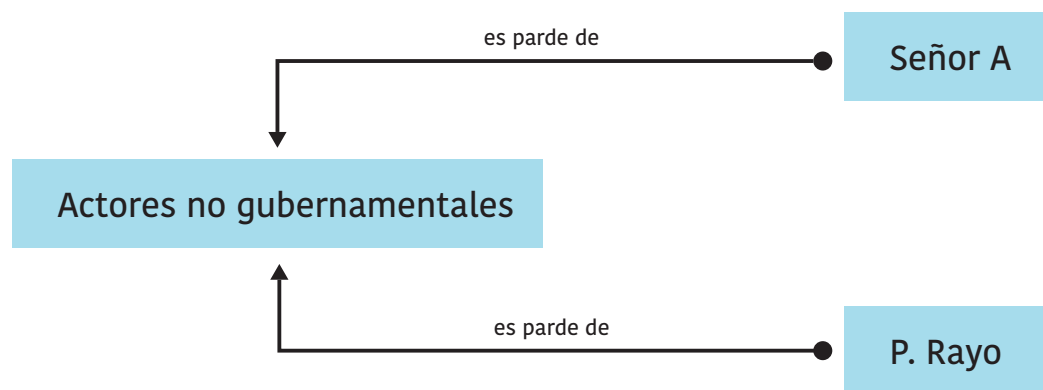 es parde de
Señor A
Actores no gubernamentales
es parde de
P. Rayo